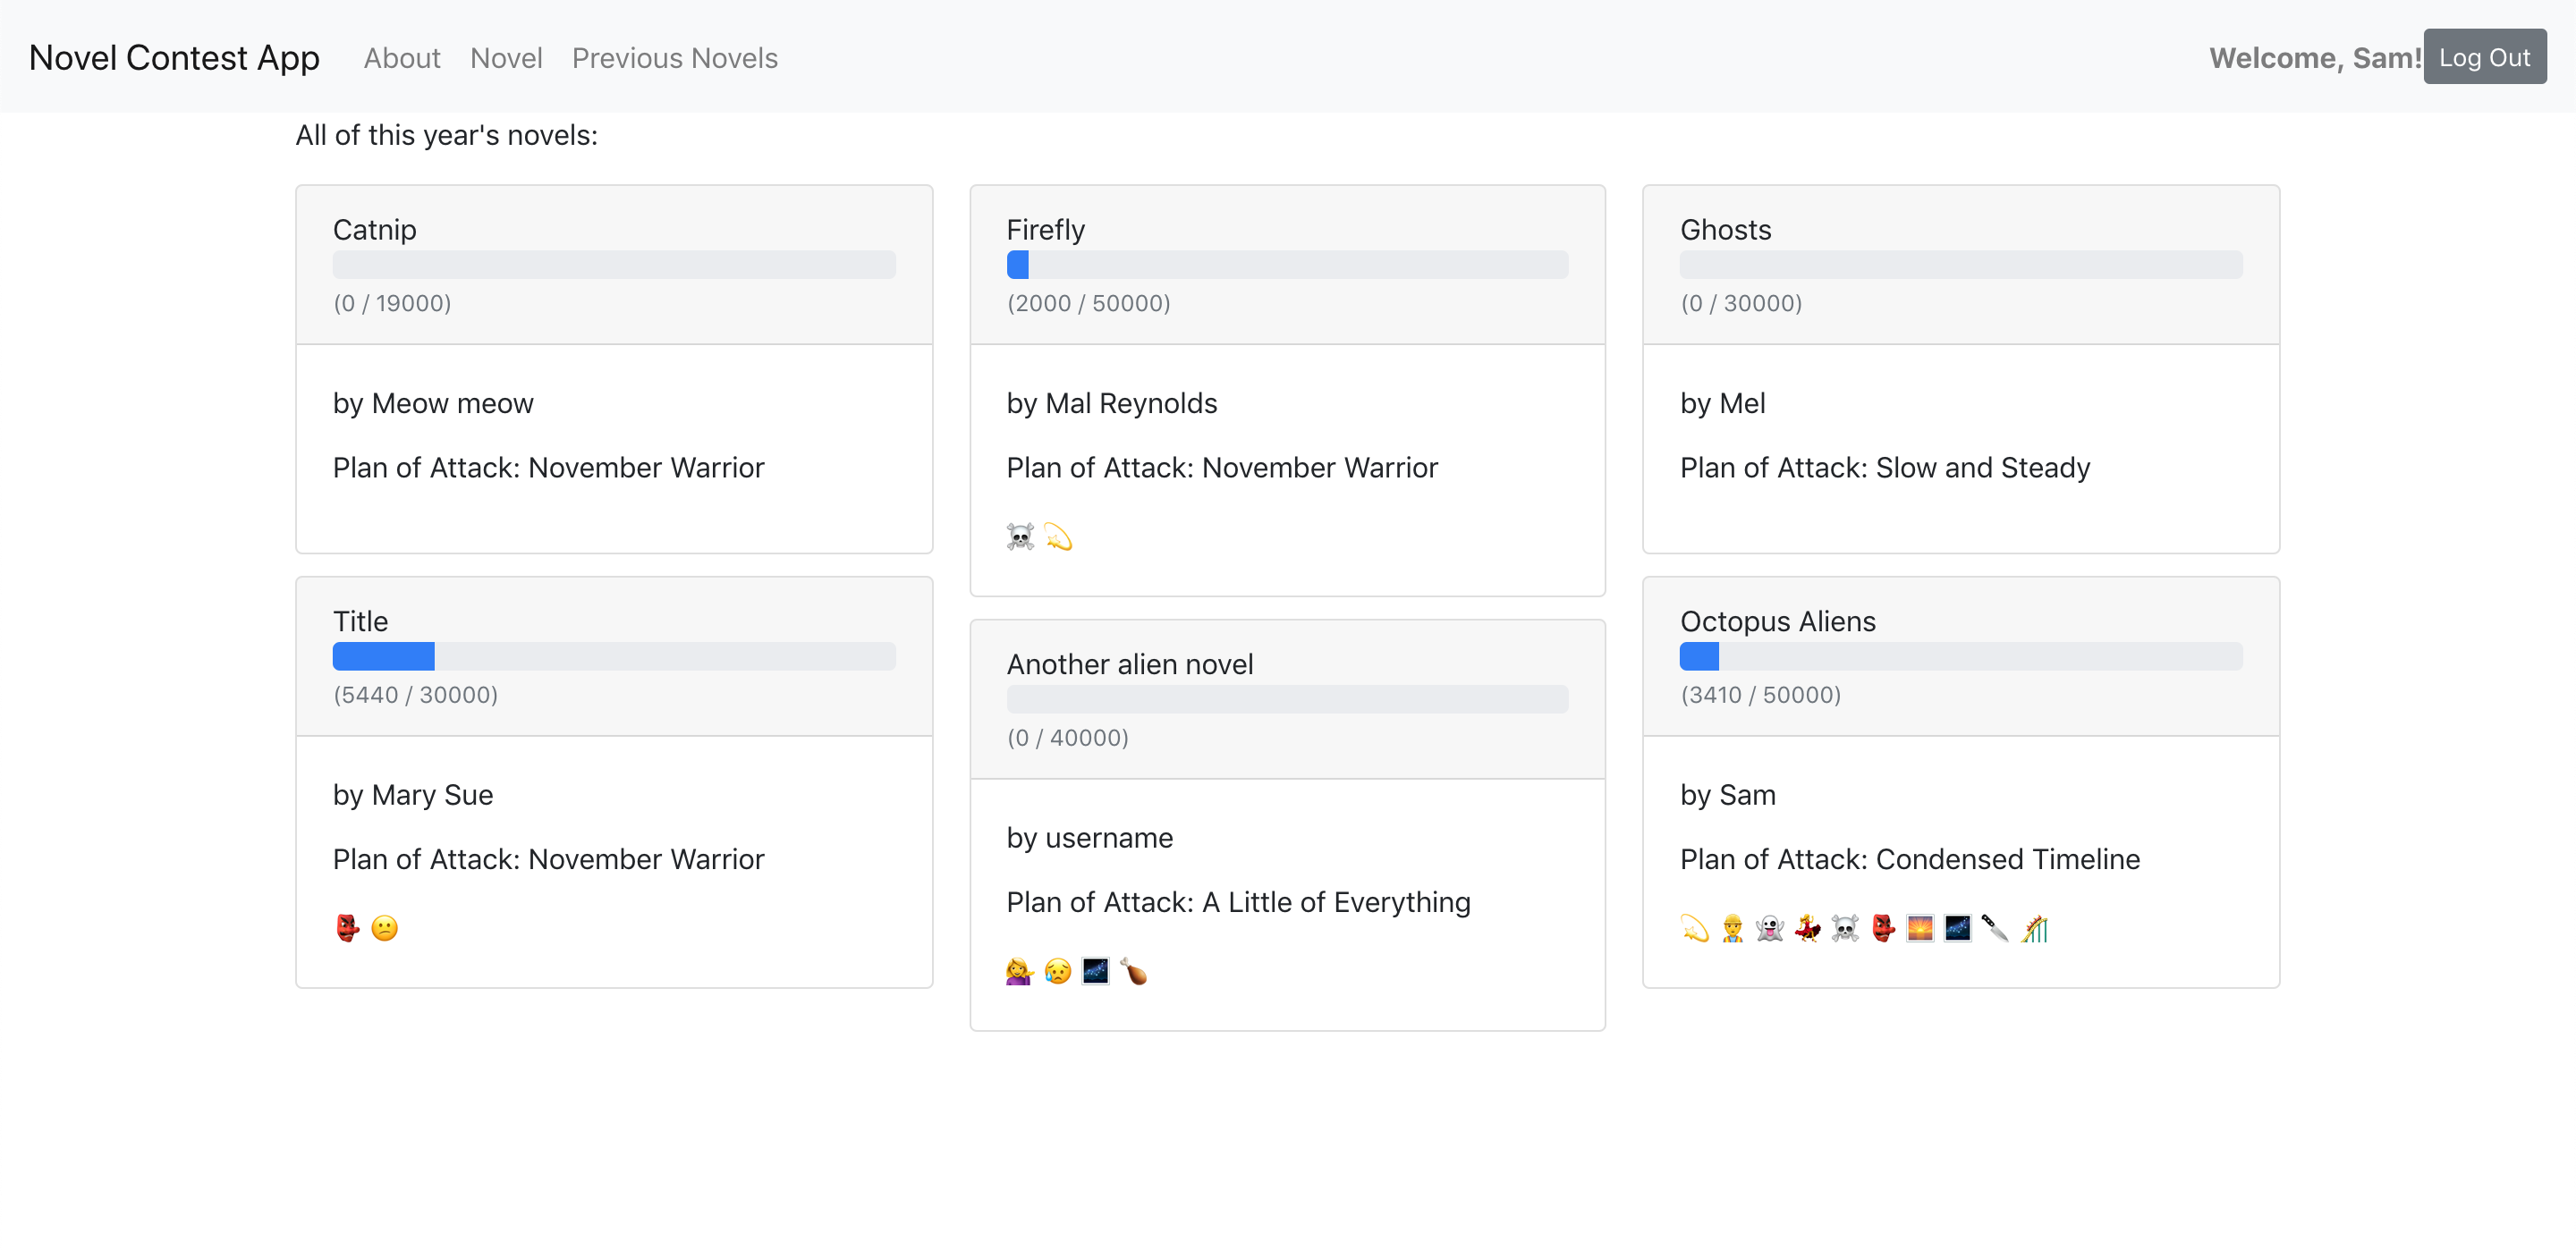 Novel Contest App About Novel Previous Novels Welcome, Sam! Log Out
All of this year's novels:
Catnip
(0 / 19000)
by Meow meow
Plan of Attack: November Warrior
Firefly
(2000 / 50000)
by Mal Reynolds
Plan of Attack: November Warrior
Ghosts
(0 / 30000)
by Mel
Plan of Attack: Slow and Steady
Title
(5440 / 30000)
by Mary Sue
Plan of Attack: November Warrior
Another alien novel
(0 / 40000)
by username
Plan of Attack: A Little of Everything
Octopus Aliens
(3410 / 50000)
by Sam
Plan of Attack: Condensed Timeline